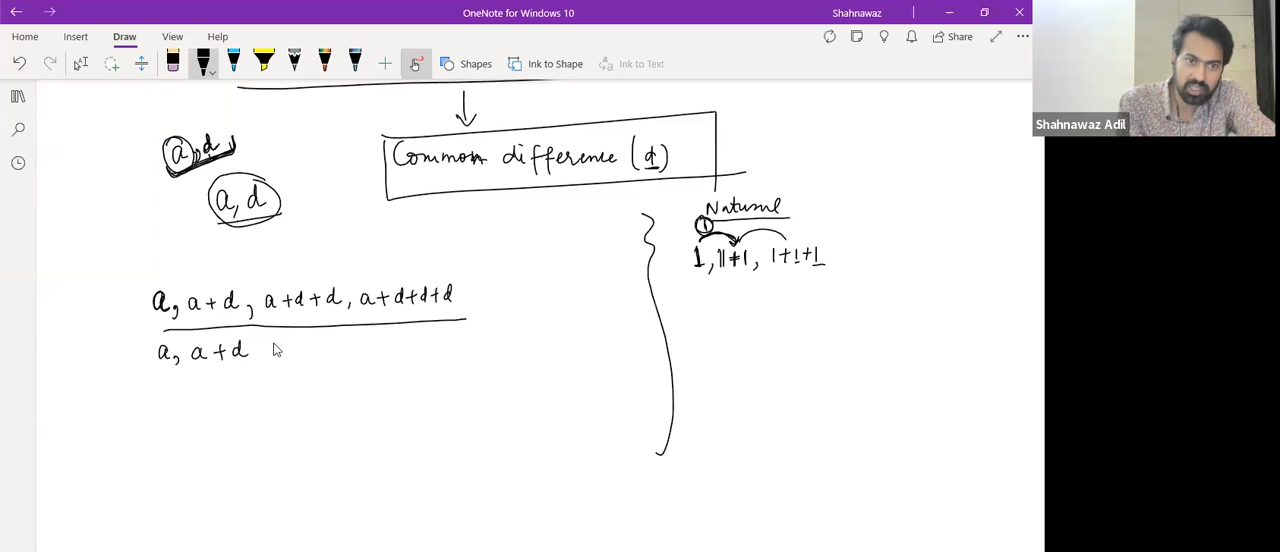 OneNote for Windows 10
Shahnawaz
Home Insert Draw View Help
Share
Shapes Ink to Shape Ink to Text
Shahnawaz Adil
a, d,
Common difference (d)
a, d
Natural
1
1, 1+1, 1+1+1
a, a+d, a+d+d, a+d+d+d
a, a+d